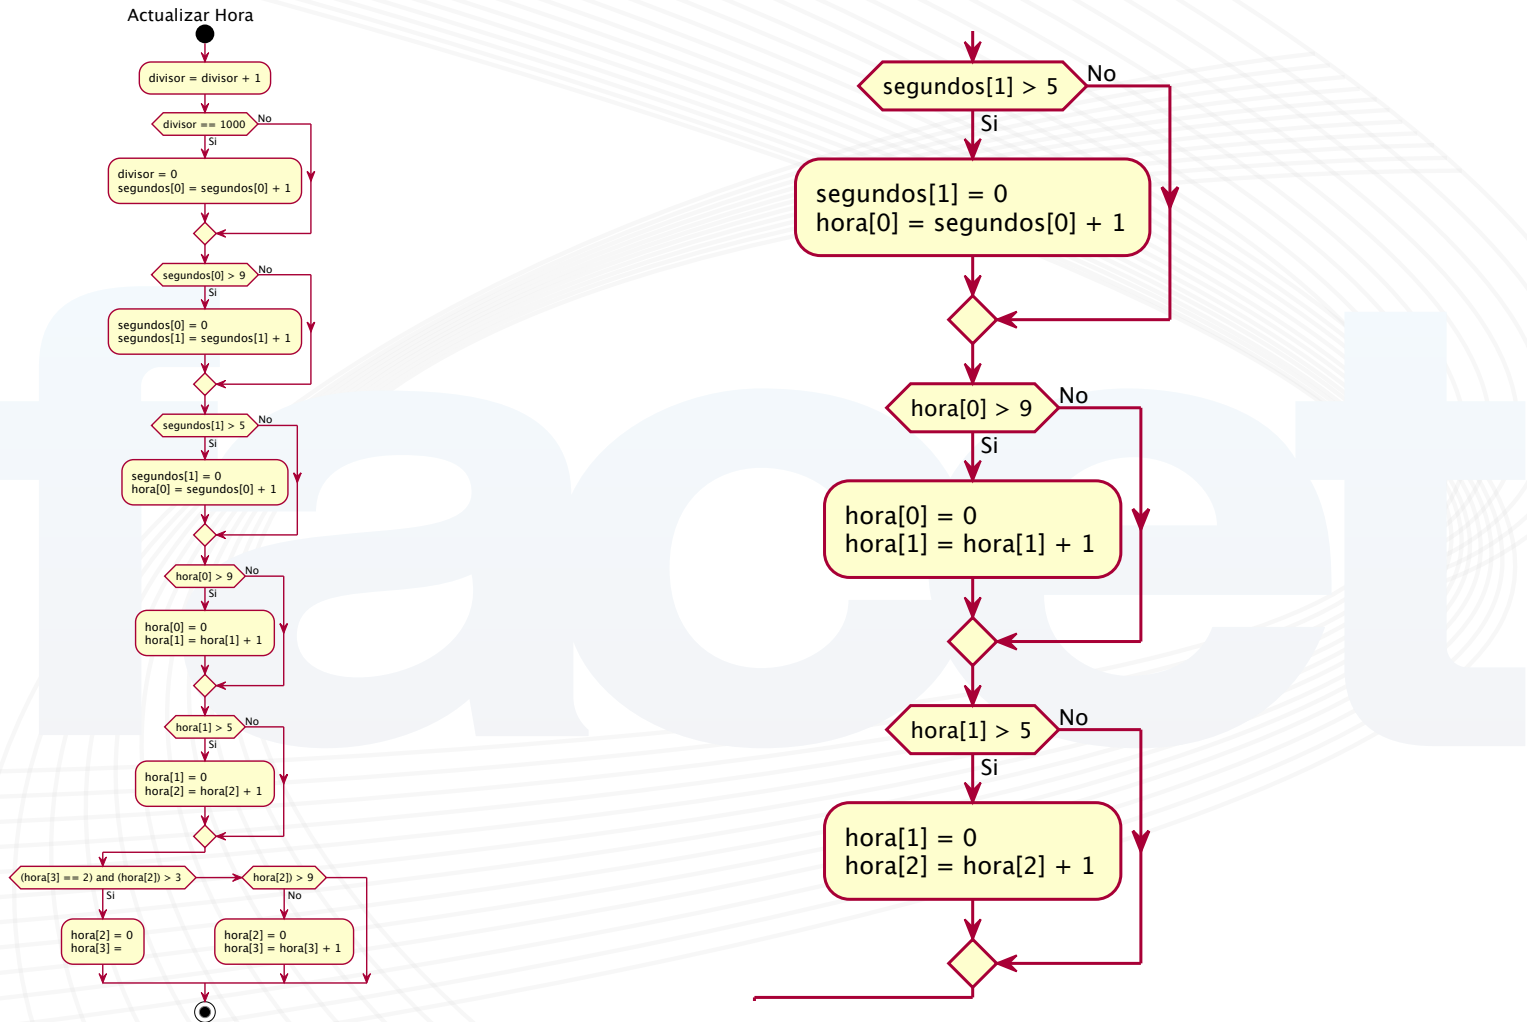 Actualizar Hora
divisor = divisor + 1
divisor == 1000
No
Si
divisor = 0
segundos[0] = segundos[0] + 1
segundos[0] > 9
No
Si
segundos[0] = 0
segundos[1] = segundos[1] + 1
segundos[1] > 5
No
Si
segundos[1] = 0
hora[0] = segundos[0] + 1
hora[0] > 9
No
Si
hora[0] = 0
hora[1] = hora[1] + 1
hora[1] > 5
No
Si
hora[1] = 0
hora[2] = hora[2] + 1
(hora[3] == 2) and (hora[2]) > 3
hora[2]) > 9
Si
No
hora[2] = 0
hora[3] =
hora[2] = 0
hora[3] = hora[3] + 1
segundos[1] > 5
No
Si
segundos[1] = 0
hora[0] = segundos[0] + 1
hora[0] > 9
No
Si
hora[0] = 0
hora[1] = hora[1] + 1
hora[1] > 5
No
Si
hora[1] = 0
hora[2] = hora[2] + 1
facet